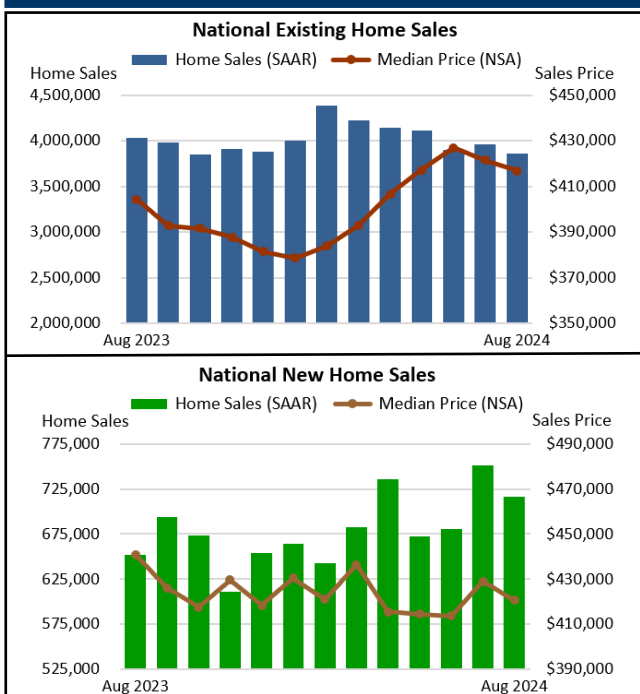 National Existing Home Sales
Home Sales (SAAR) Median Price (NSA)
Home Sales Sales Price
4,500,000 $450,000
4,000,000 $430,000
3,500,000 $410,000
3,000,000 $390,000
2,500,000 $370,000
2,000,000 $350,000
Aug 2023 Aug 2024
National New Home Sales
Home Sales (SAAR) Median Price (NSA)
Home Sales Sales Price
775,000 $490,000
725,000 $470,000
675,000 $450,000
625,000 $430,000
575,000 $410,000
525,000 $390,000
Aug 2023 Aug 2024